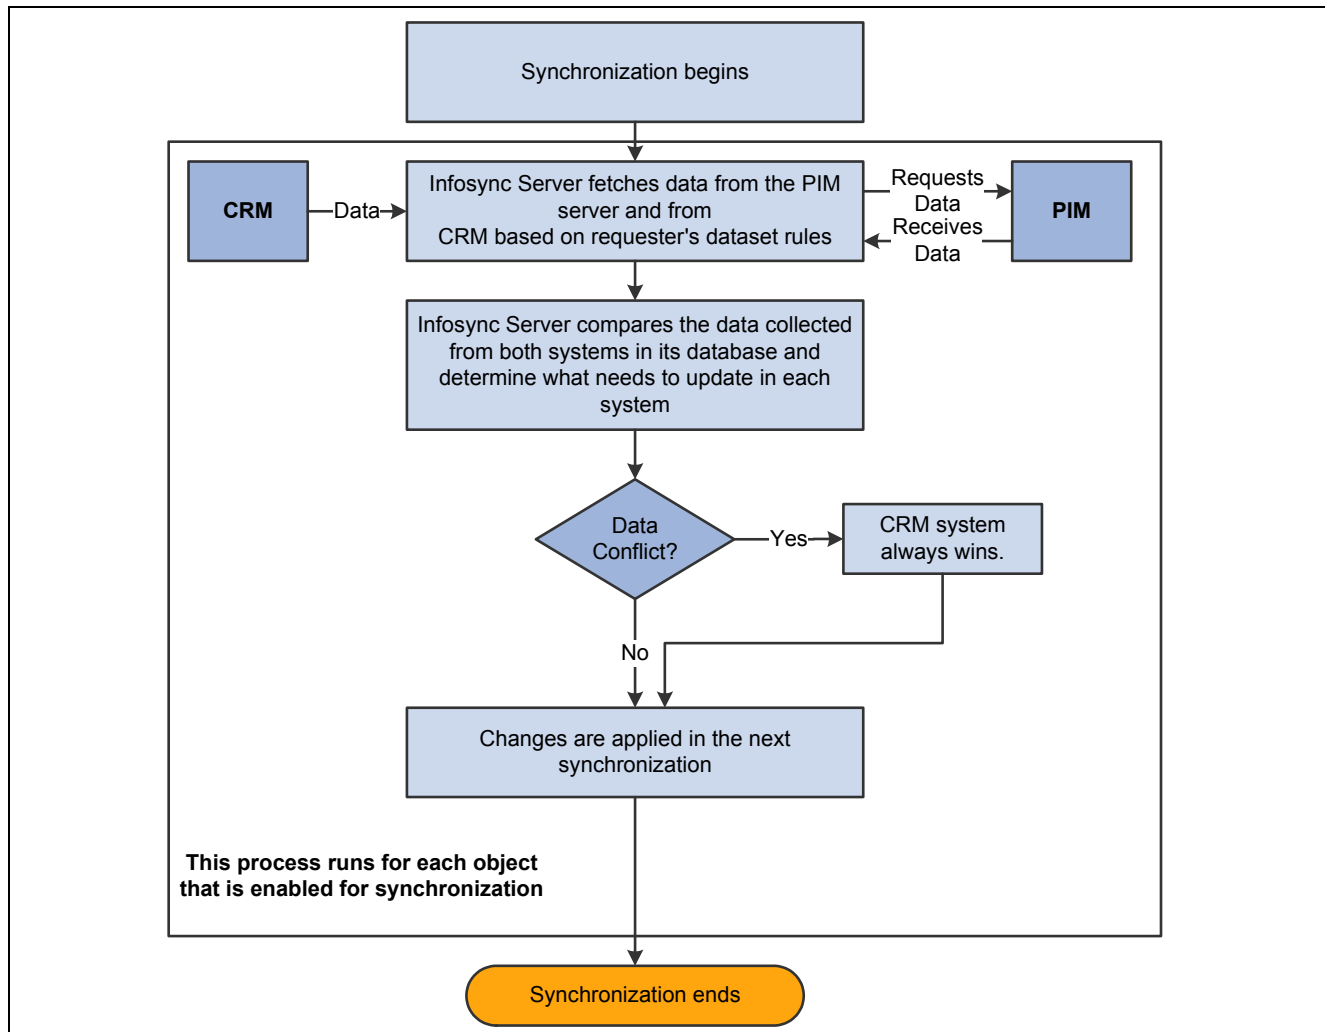 Synchronization begins
CRM
Data
Infosync Server fetches data from the PIM
server and from
CRM based on requester's dataset rules
Requests
Data
Receives
Data
PIM
Infosync Server compares the data collected
from both systems in its database and
determine what needs to update in each
system
Data
Conflict?
Yes
CRM system
always wins.
No
Changes are applied in the next
synchronization
This process runs for each object
that is enabled for synchronization
Synchronization ends